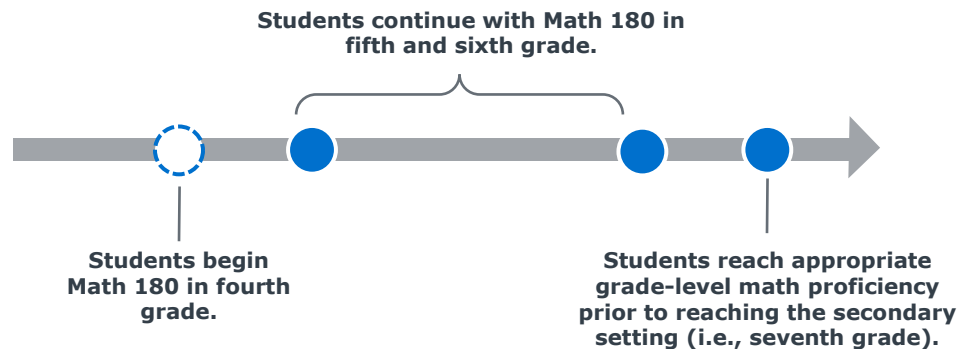 Students continue with Math 180 in
fifth and sixth grade.
Students begin
Math 180 in fourth
grade.
Students reach appropriate
grade-level math proficiency
prior to reaching the secondary
setting (i.e., seventh grade).